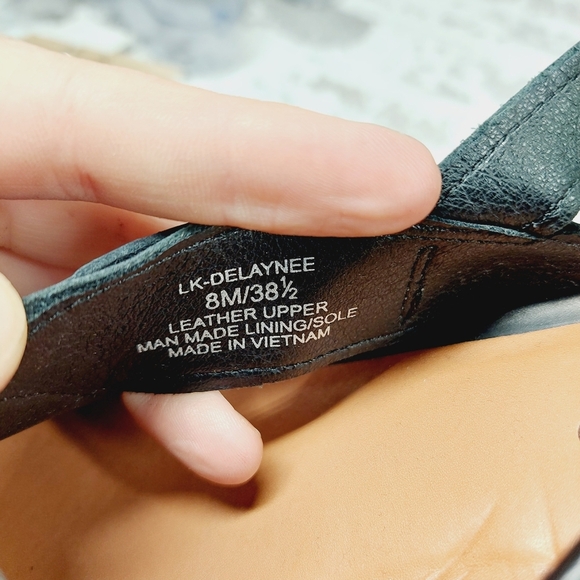 LK-DELAYNEE
8M/38½
LEATHER UPPER
MAN MADE LINING/SOLE
MADE IN VIETNAM